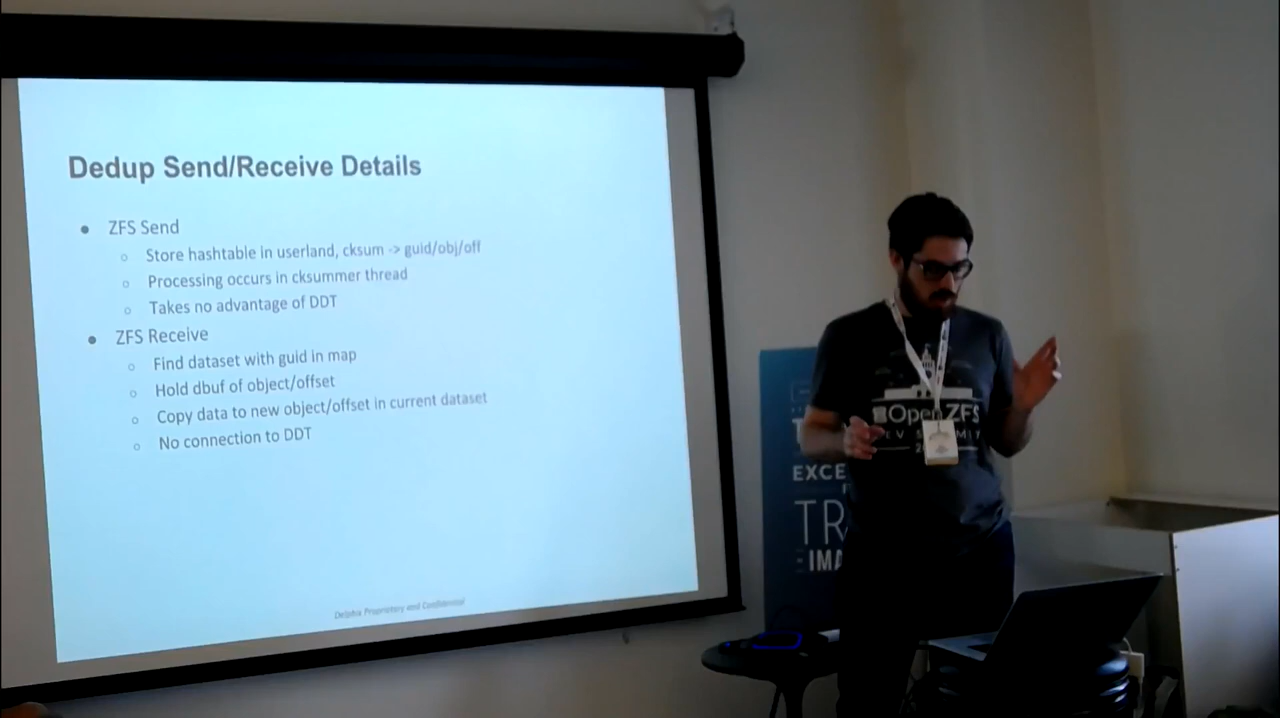 Dedup Send/Receive Details
● ZFS Send
○ Store hashtable in userland, cksum -> guid/obj/off
○ Processing occurs in cksummer thread
○ Takes no advantage of DDT
● ZFS Receive
○ Find dataset with guid in map
○ Hold dbuf of object/offset
○ Copy data to new object/offset in current dataset
○ No connection to DDT
Delphix Proprietary and Confidential
OpenZFS
EXCE
TR
IMA